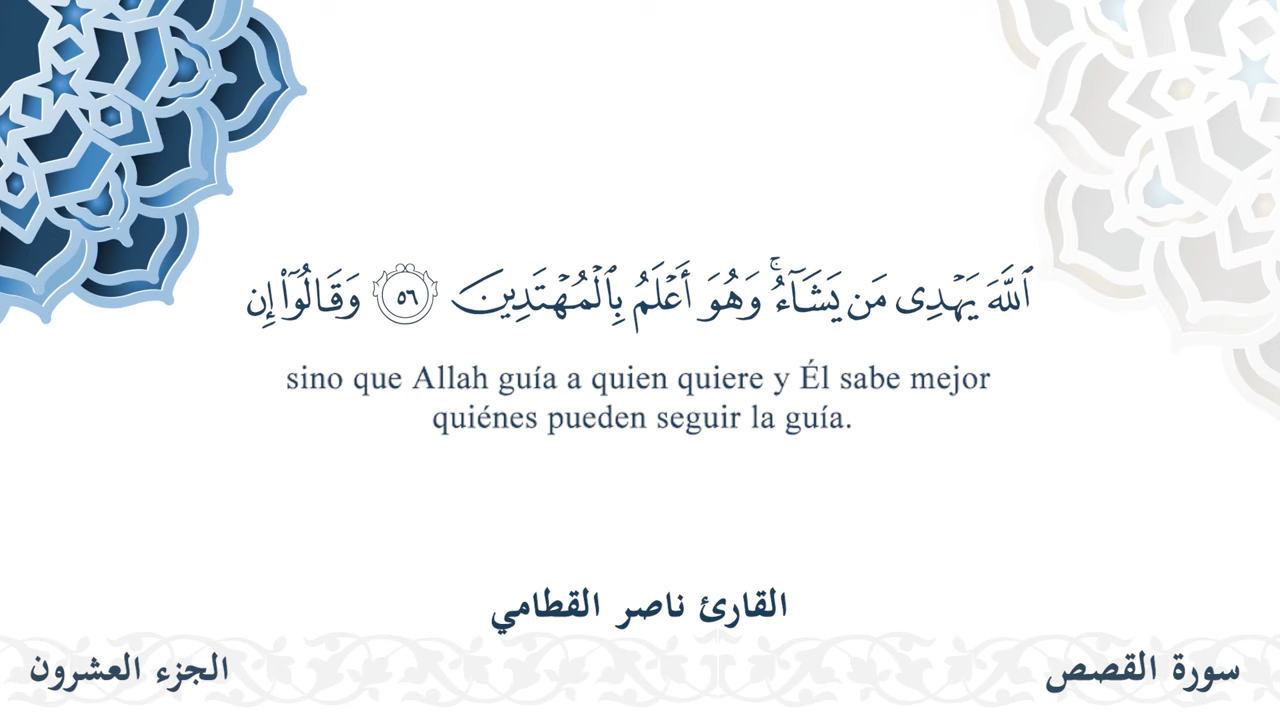 ٱللَّهَ يَهۡدِى مَن يَشَآءُۚ وَهُوَ أَعۡلَمُ بِٱلۡمُهۡتَدِينَ ٥٦ وَقَالُوٓاْ إِن
sino que Allah guía a quien quiere y Él sabe mejor
quiénes pueden seguir la guía.
القارئ ناصر القطامي
سورة القصص
الجزء العشرون